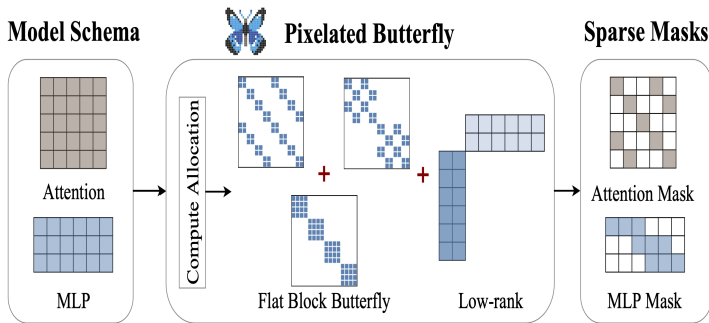 Model Schema
Pixelated Butterfly
Sparse Masks
Attention
MLP
Compute Allocation
+
+
Flat Block Butterfly
Low-rank
Attention Mask
MLP Mask